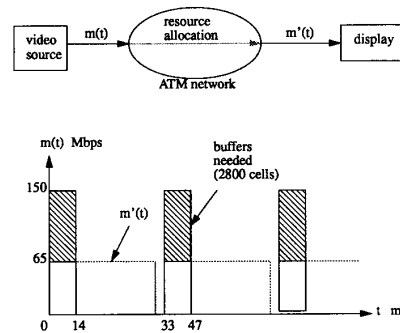 video
source
m(t)
resource
allocation
m'(t)
display
ATM network
m(t) Mbps
buffers
needed
(2800 cells)
150
m'(t)
65
t m
0 14 33 47